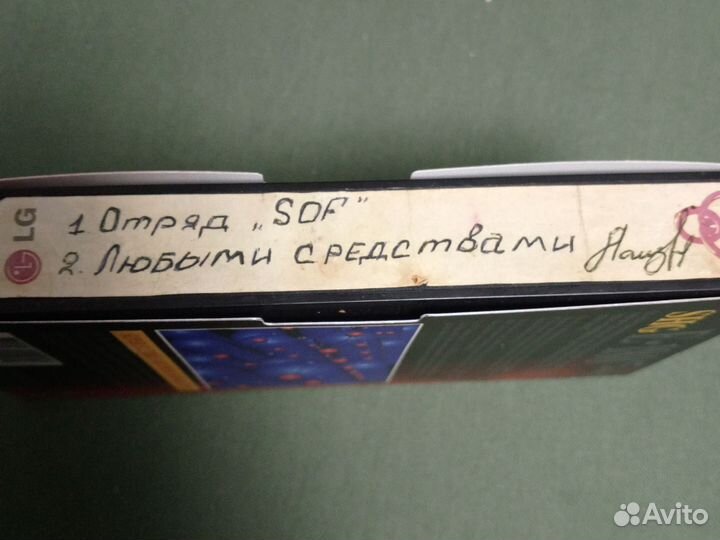 LG
1 Отряд „SOF"
2. Любыми средствами
Avito